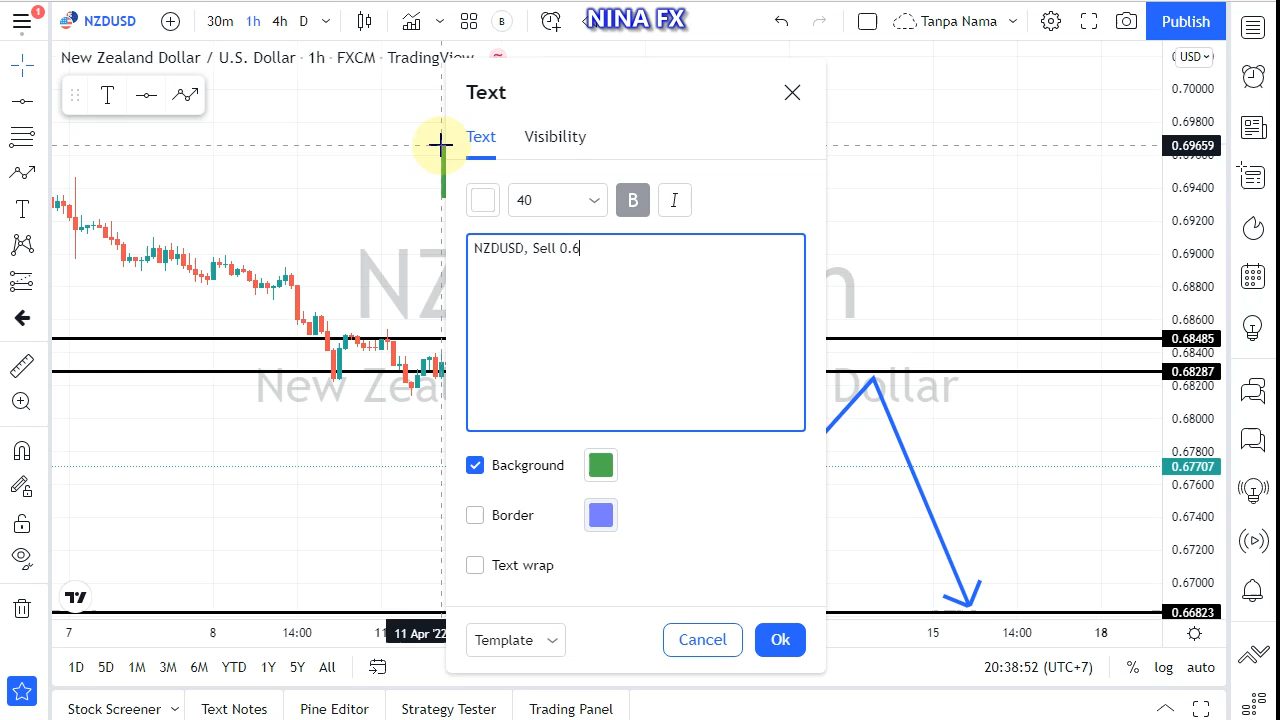 1
NZDUSD
30m
1h
4h
D
B
NINA FX
Tanpa Nama
Publish
New Zealand Dollar / U.S. Dollar · 1h · FXCM · TradingView
USD
0.70000
0.69800
0.69659
0.69400
0.69200
0.69000
0.68800
0.68600
0.68485
0.68400
0.68287
0.68200
0.68000
0.67800
0.67707
0.67600
0.67400
0.67200
0.67000
0.66823
T
Text
Text
Visibility
40
B
I
NZDUSD, Sell 0.6
Background
Border
Text wrap
Template
Cancel
Ok
New Zeal
Dollar
7
8
14:00
11
11 Apr '22
15
14:00
18
1D
5D
1M
3M
6M
YTD
1Y
5Y
All
20:38:52 (UTC+7)
%
log
auto
Stock Screener
Text Notes
Pine Editor
Strategy Tester
Trading Panel